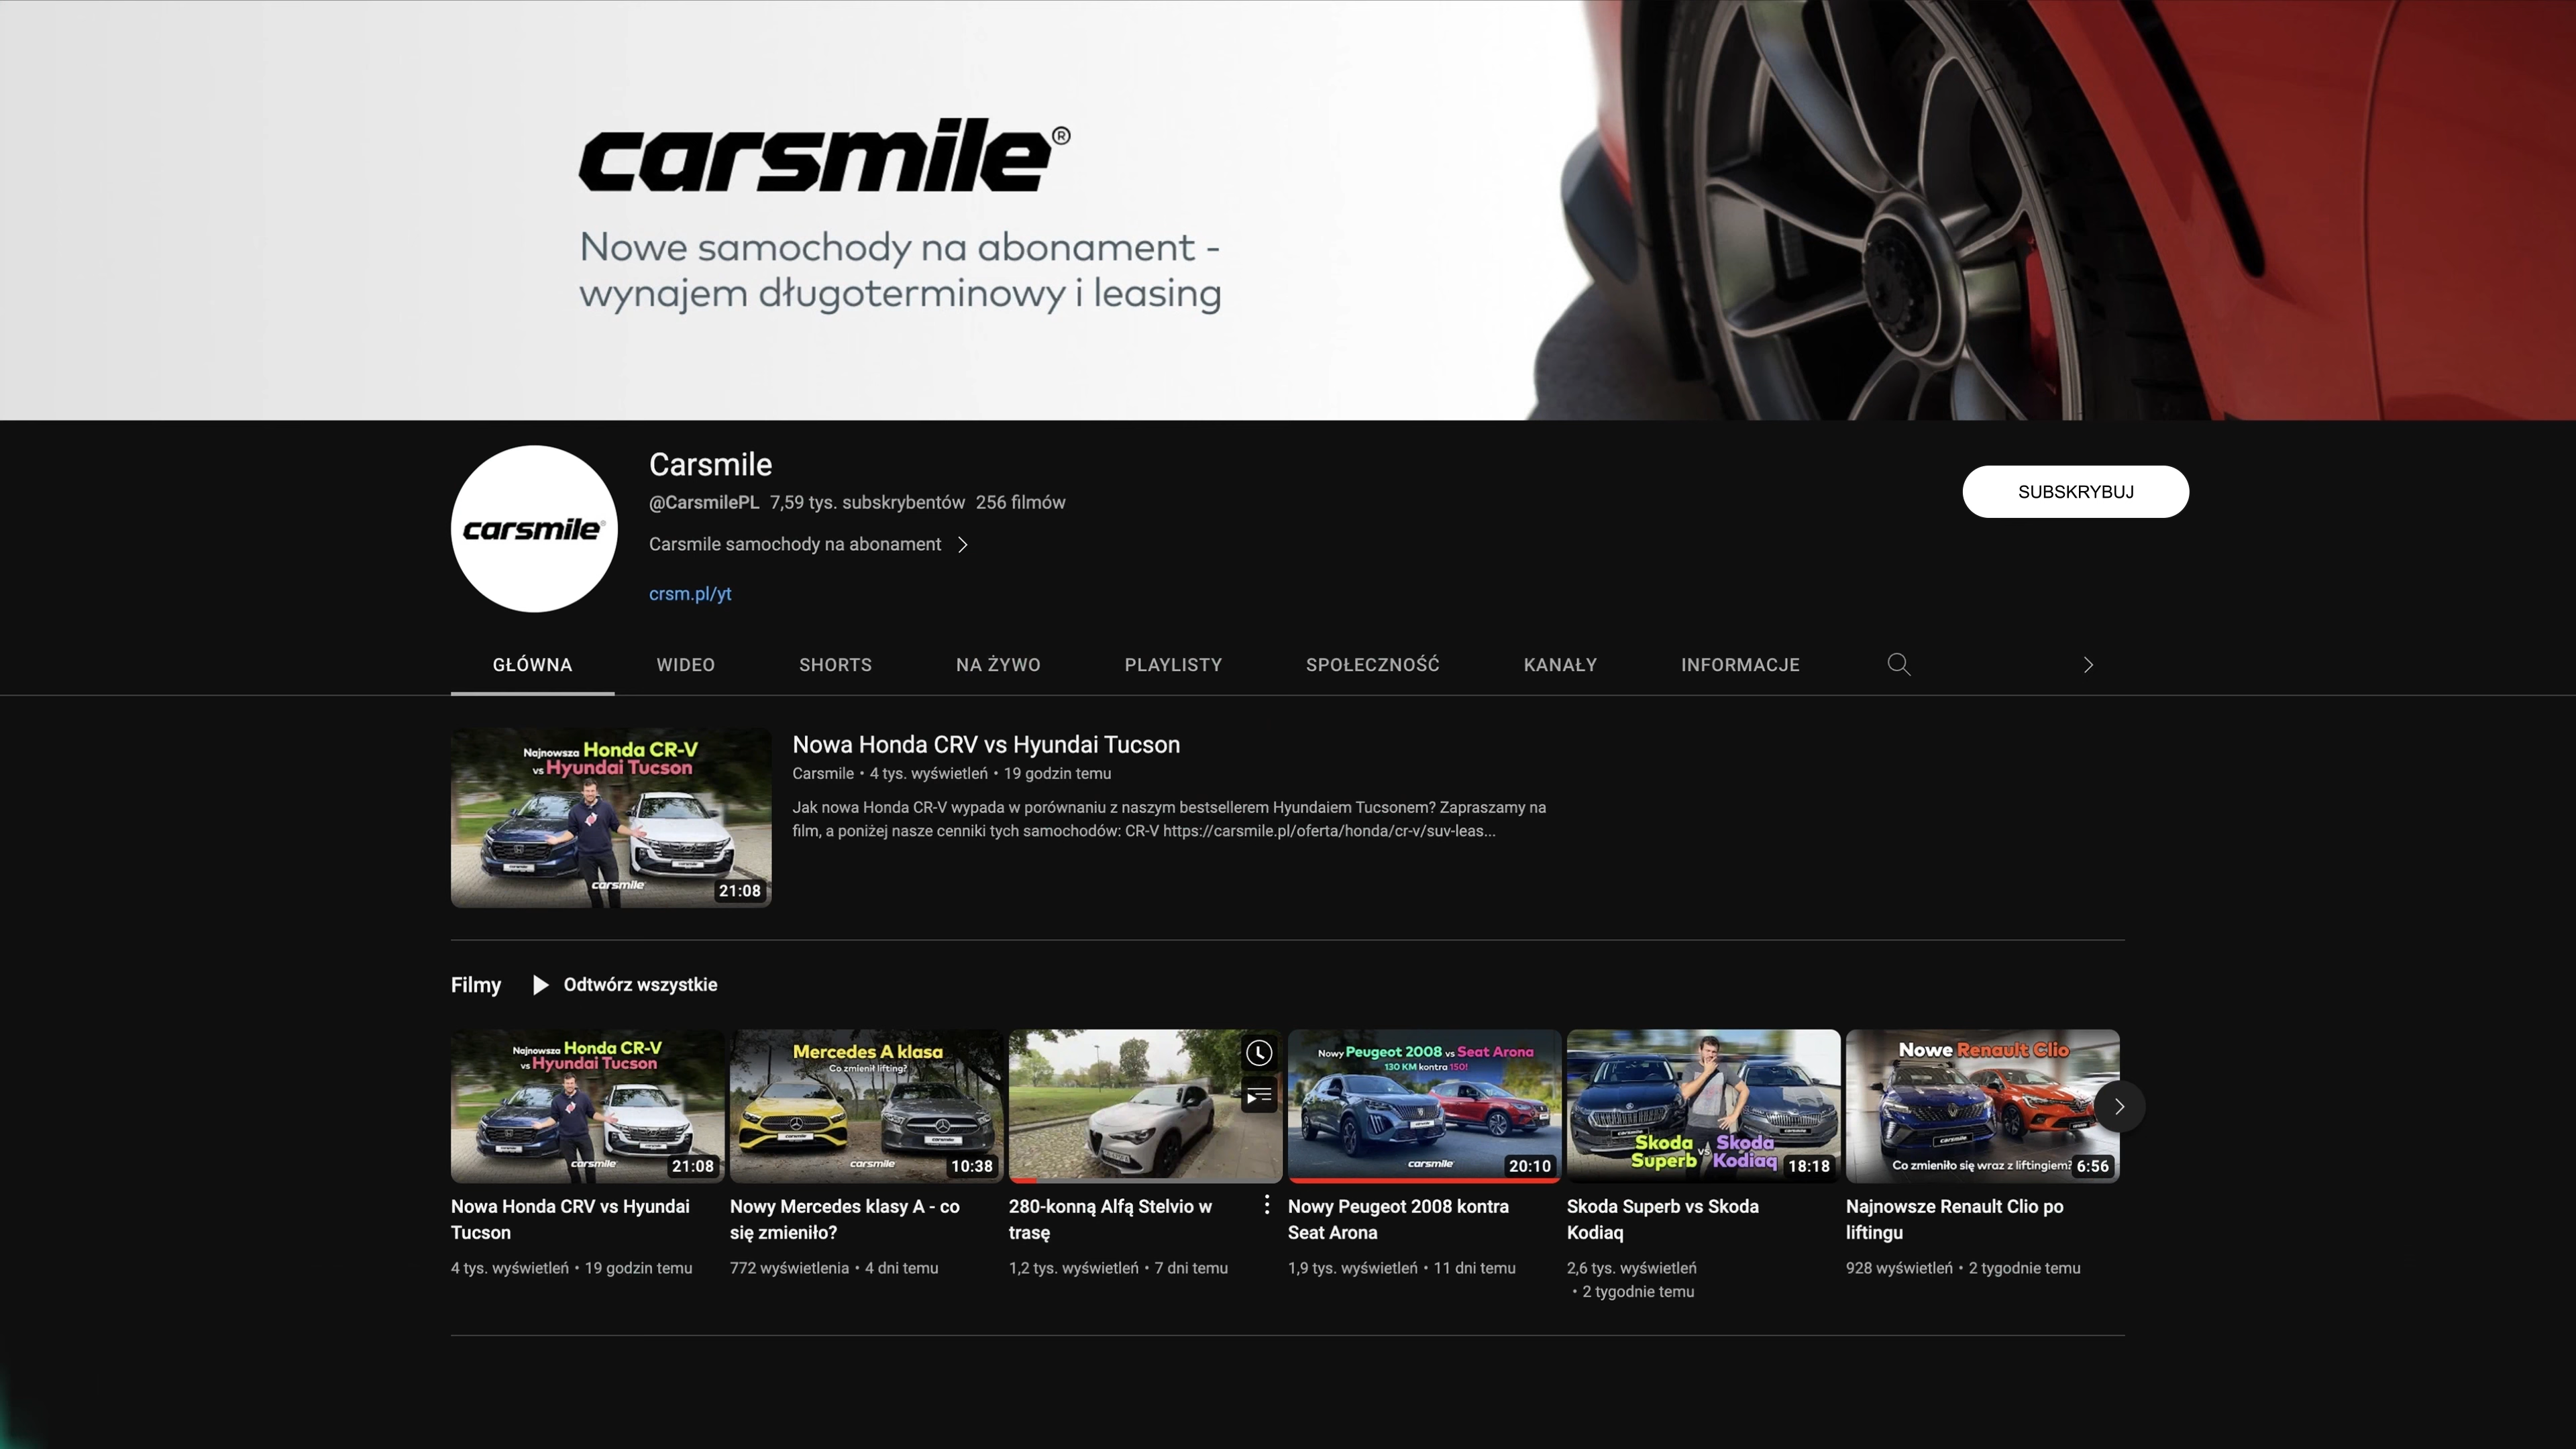 carsmile®
Nowe samochody na abonament -
wynajem długoterminowy i leasing
carsmile
Carsmile
@CarsmilePL 7,59 tys. subskrybentów 256 filmów
Carsmile samochody na abonament
crsm.pl/yt
SUBSKRYBUJ
GŁÓWNA WIDEO SHORTS NA ŻYWO PLAYLISTY SPOŁECZNOŚĆ KANAŁY INFORMACJE
Najnowsza Honda CR-V
vs Hyundai Tucson
carsmile
21:08
Nowa Honda CRV vs Hyundai Tucson
Carsmile • 4 tys. wyświetleń • 19 godzin temu
Jak nowa Honda CR-V wypada w porównaniu z naszym bestsellerem Hyundaiem Tucsonem? Zapraszamy na
film, a poniżej nasze cenniki tych samochodów: CR-V https://carsmile.pl/oferta/honda/cr-v/suv-leas...
Filmy Odtwórz wszystkie
Najnowsza Honda CR-V
vs Hyundai Tucson
carsmile
21:08
Nowa Honda CRV vs Hyundai
Tucson
4 tys. wyświetleń • 19 godzin temu
Mercedes A klasa
Co zmienił lifting?
carsmile
10:38
Nowy Mercedes klasy A - co
się zmieniło?
772 wyświetlenia • 4 dni temu
280-konną Alfą Stelvio w
trasę
1,2 tys. wyświetleń • 7 dni temu
Nowy Peugeot 2008 vs Seat Arona
130 KM kontra 150!
carsmile
20:10
Nowy Peugeot 2008 kontra
Seat Arona
1,9 tys. wyświetleń • 11 dni temu
Skoda Superb vs Skoda Kodiaq
18:18
Skoda Superb vs Skoda
Kodiaq
2,6 tys. wyświetleń
• 2 tygodnie temu
Nowe Renault Clio
carsmile
Co zmieniło się wraz z liftingiem?
6:56
Najnowsze Renault Clio po
liftingu
928 wyświetleń • 2 tygodnie temu